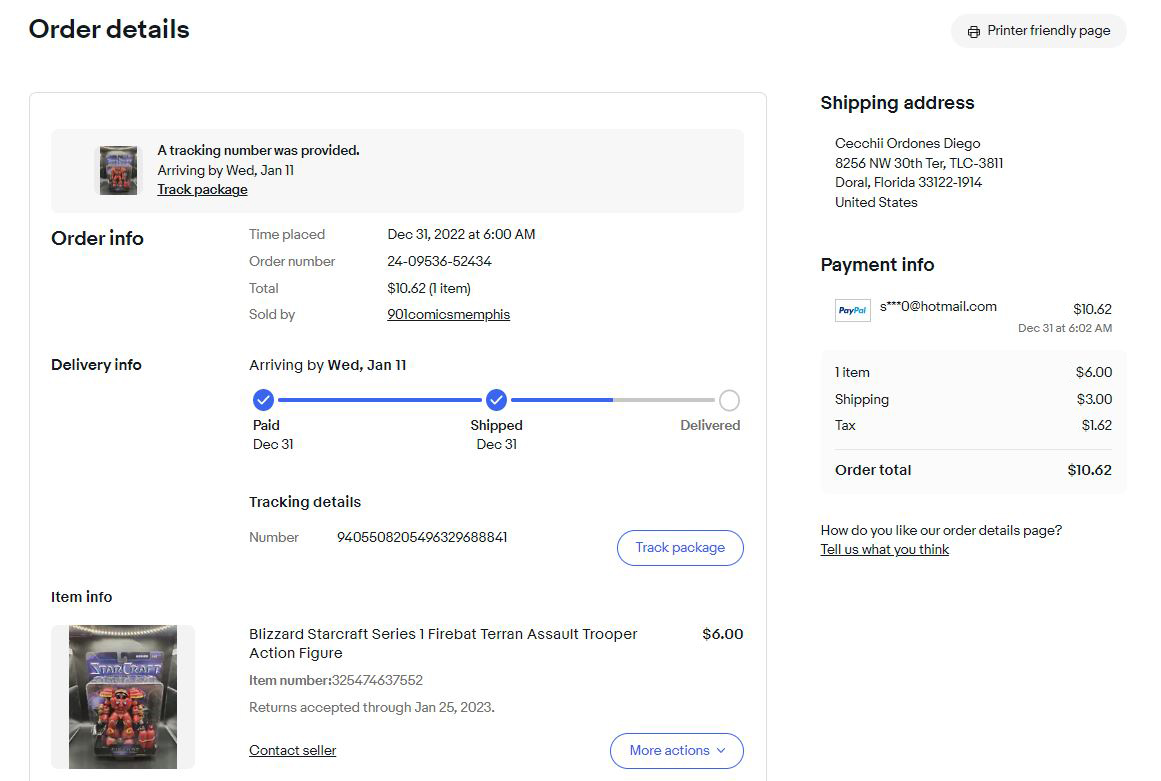 Order details
Printer friendly page
A tracking number was provided.
Arriving by Wed, Jan 11
Track package
Order info
Time placed Dec 31, 2022 at 6:00 AM
Order number 24-09536-52434
Total $10.62 (1 item)
Sold by 901comicsmemphis
Delivery info
Arriving by Wed, Jan 11
Paid
Dec 31
Shipped
Dec 31
Delivered
Tracking details
Number 9405508205496329688841
Track package
Item info
STARCRAFT
Blizzard Starcraft Series 1 Firebat Terran Assault Trooper
Action Figure
$6.00
Item number:325474637552
Returns accepted through Jan 25, 2023.
Contact seller
More actions
Shipping address
Cecchii Ordones Diego
8256 NW 30th Ter, TLC-3811
Doral, Florida 33122-1914
United States
Payment info
PayPal s***0@hotmail.com $10.62
Dec 31 at 6:02 AM
1 item $6.00
Shipping $3.00
Tax $1.62
Order total $10.62
How do you like our order details page?
Tell us what you think